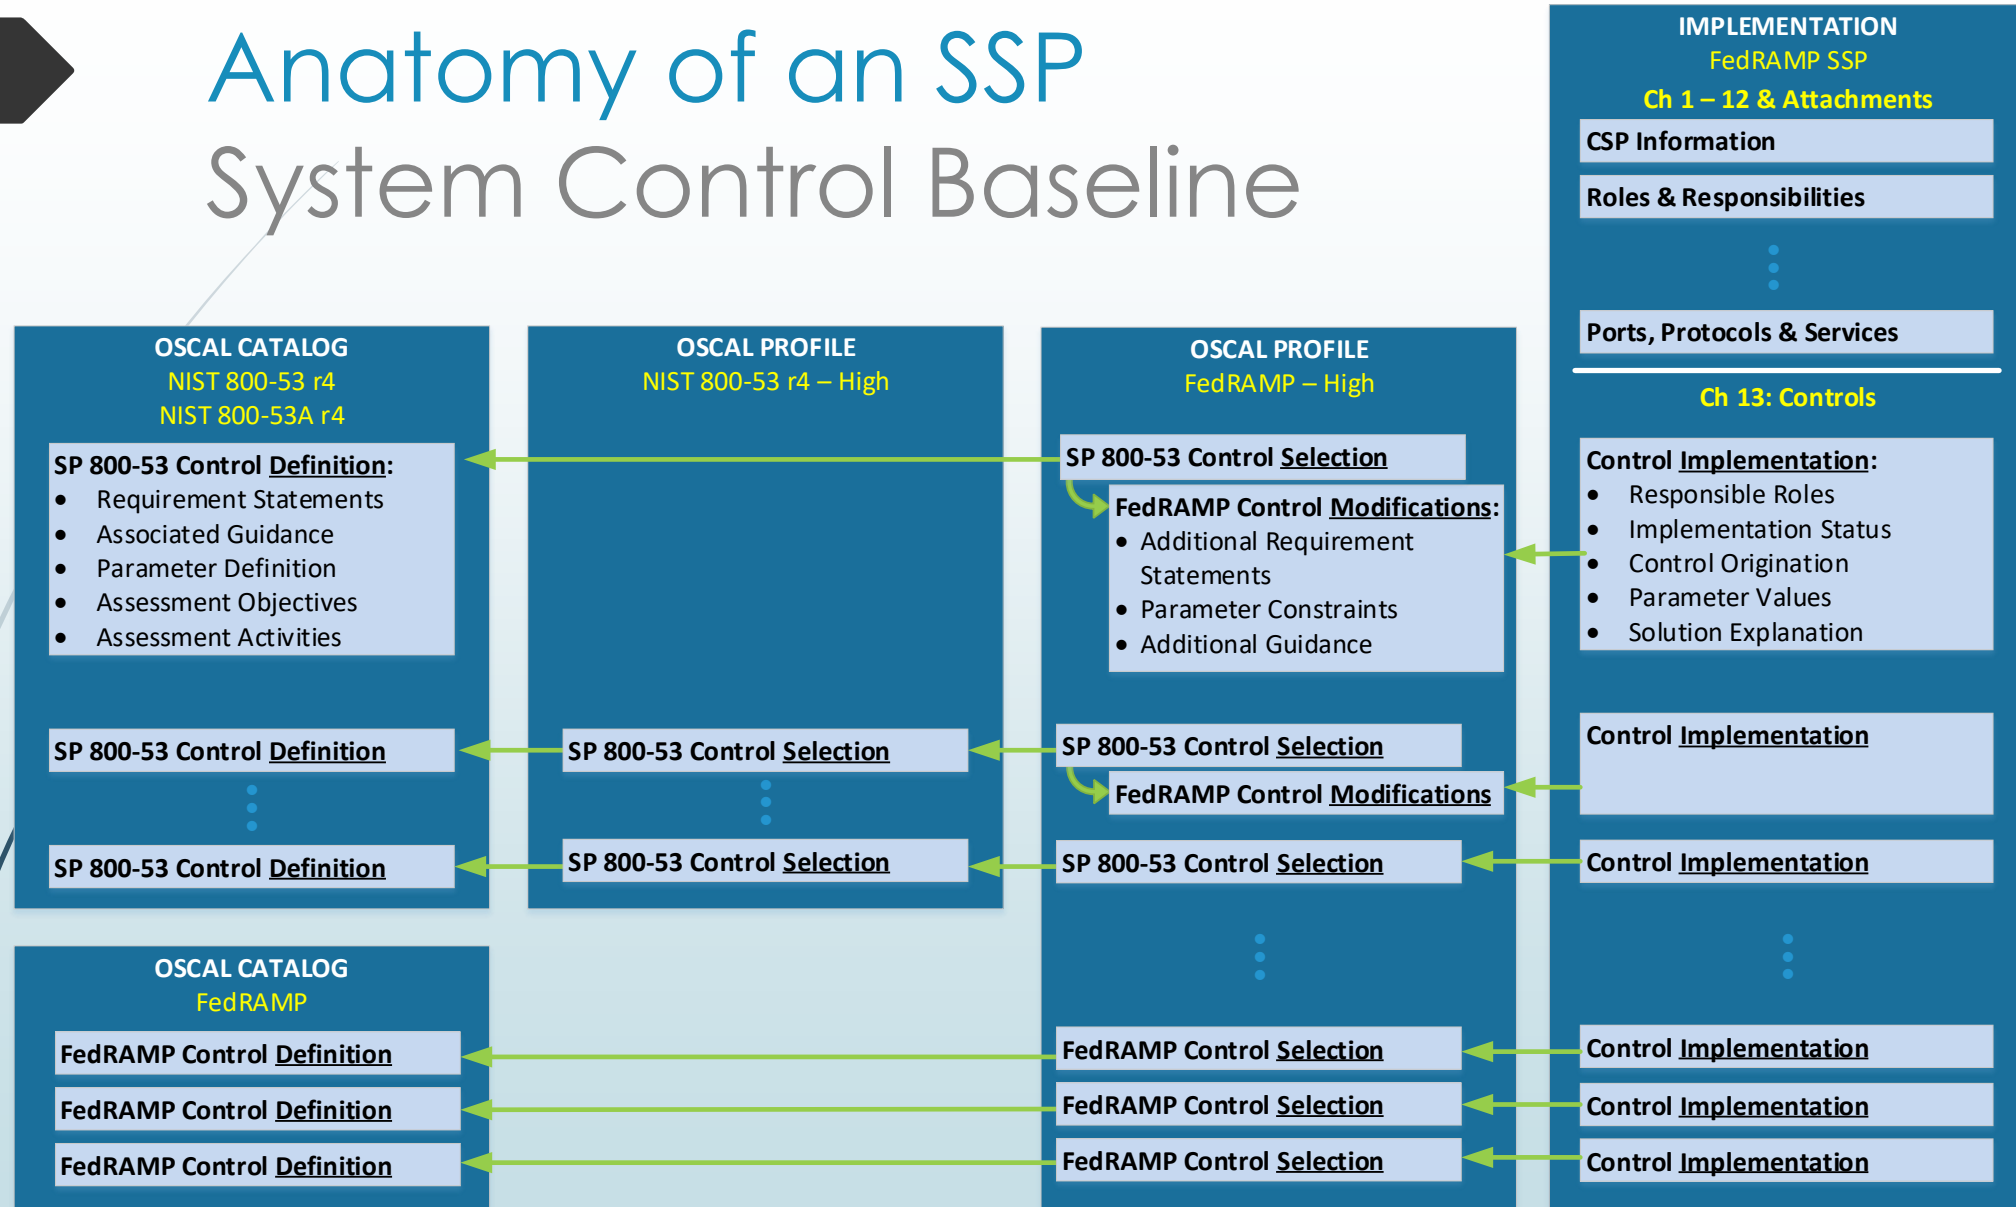 Anatomy of an SSP
System Control Baseline
IMPLEMENTATION
FedRAMP SSP
Ch 1 – 12 & Attachments
CSP Information
Roles & Responsibilities
Ports, Protocols & Services
Ch 13: Controls
Control Implementation:
• Responsible Roles
• Implementation Status
• Control Origination
• Parameter Values
• Solution Explanation
Control Implementation
Control Implementation
Control Implementation
Control Implementation
Control Implementation
OSCAL CATALOG
NIST 800-53 r4
NIST 800-53A r4
SP 800-53 Control Definition:
• Requirement Statements
• Associated Guidance
• Parameter Definition
• Assessment Objectives
• Assessment Activities
SP 800-53 Control Definition
SP 800-53 Control Definition
OSCAL PROFILE
NIST 800-53 r4 – High
SP 800-53 Control Selection
SP 800-53 Control Selection
OSCAL PROFILE
FedRAMP – High
SP 800-53 Control Selection
FedRAMP Control Modifications:
• Additional Requirement
Statements
• Parameter Constraints
• Additional Guidance
SP 800-53 Control Selection
FedRAMP Control Modifications
SP 800-53 Control Selection
FedRAMP Control Selection
FedRAMP Control Selection
FedRAMP Control Selection
OSCAL CATALOG
FedRAMP
FedRAMP Control Definition
FedRAMP Control Definition
FedRAMP Control Definition